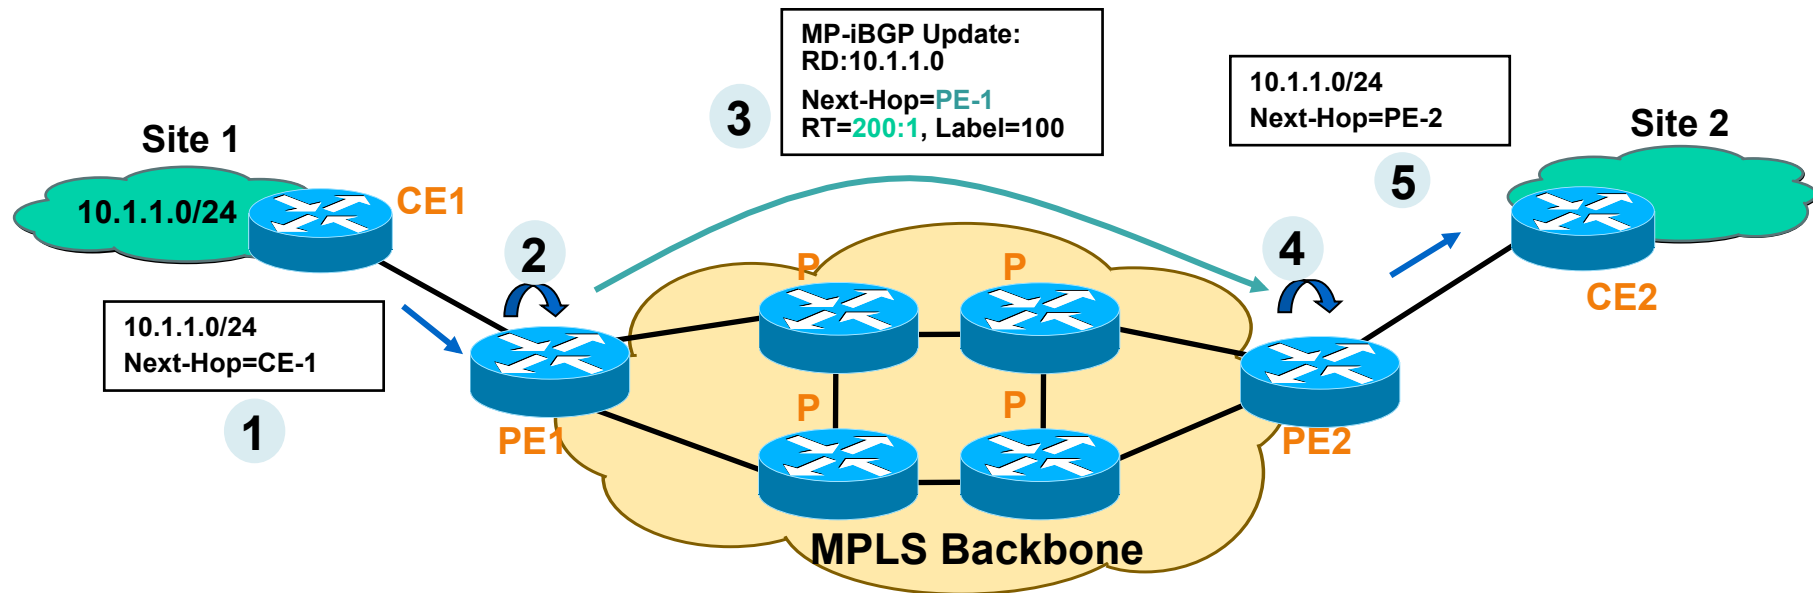 MP-iBGP Update:
RD:10.1.1.0
Next-Hop=PE-1
RT=200:1, Label=100
3
10.1.1.0/24
Next-Hop=PE-2
5
Site 1
Site 2
10.1.1.0/24
CE1
CE2
2
4
10.1.1.0/24
Next-Hop=CE-1
1
P
P
P
P
PE1
PE2
MPLS Backbone